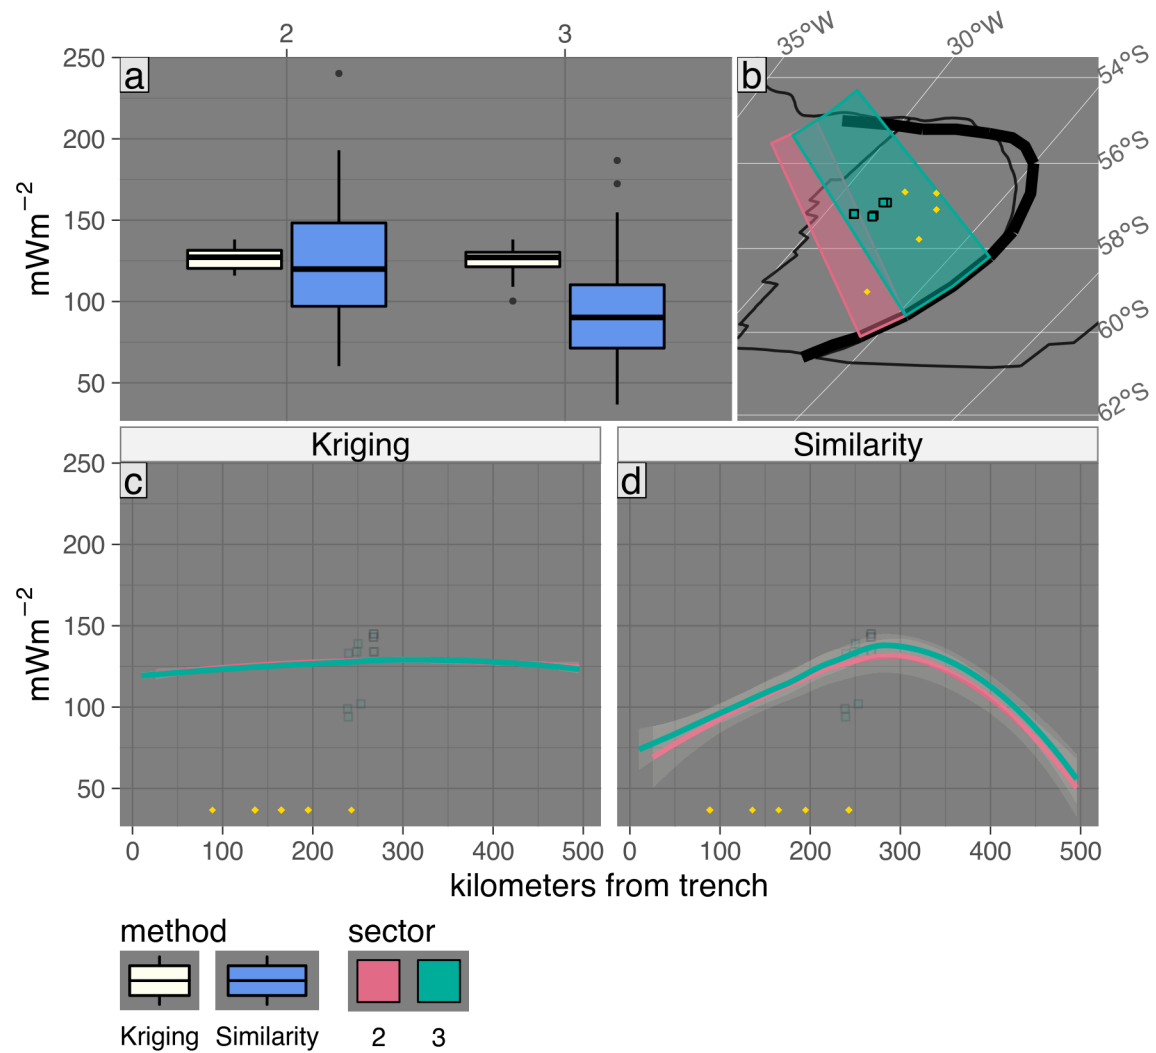 2 3
a
250
200
150
100
50
mWm−2
b
35°W 30°W
54°S
56°S
58°S
60°S
62°S
Kriging Similarity
c d
250
200
150
100
50
mWm−2
0 100 200 300 400 500 0 100 200 300 400 500
kilometers from trench
method sector
Kriging Similarity 2 3